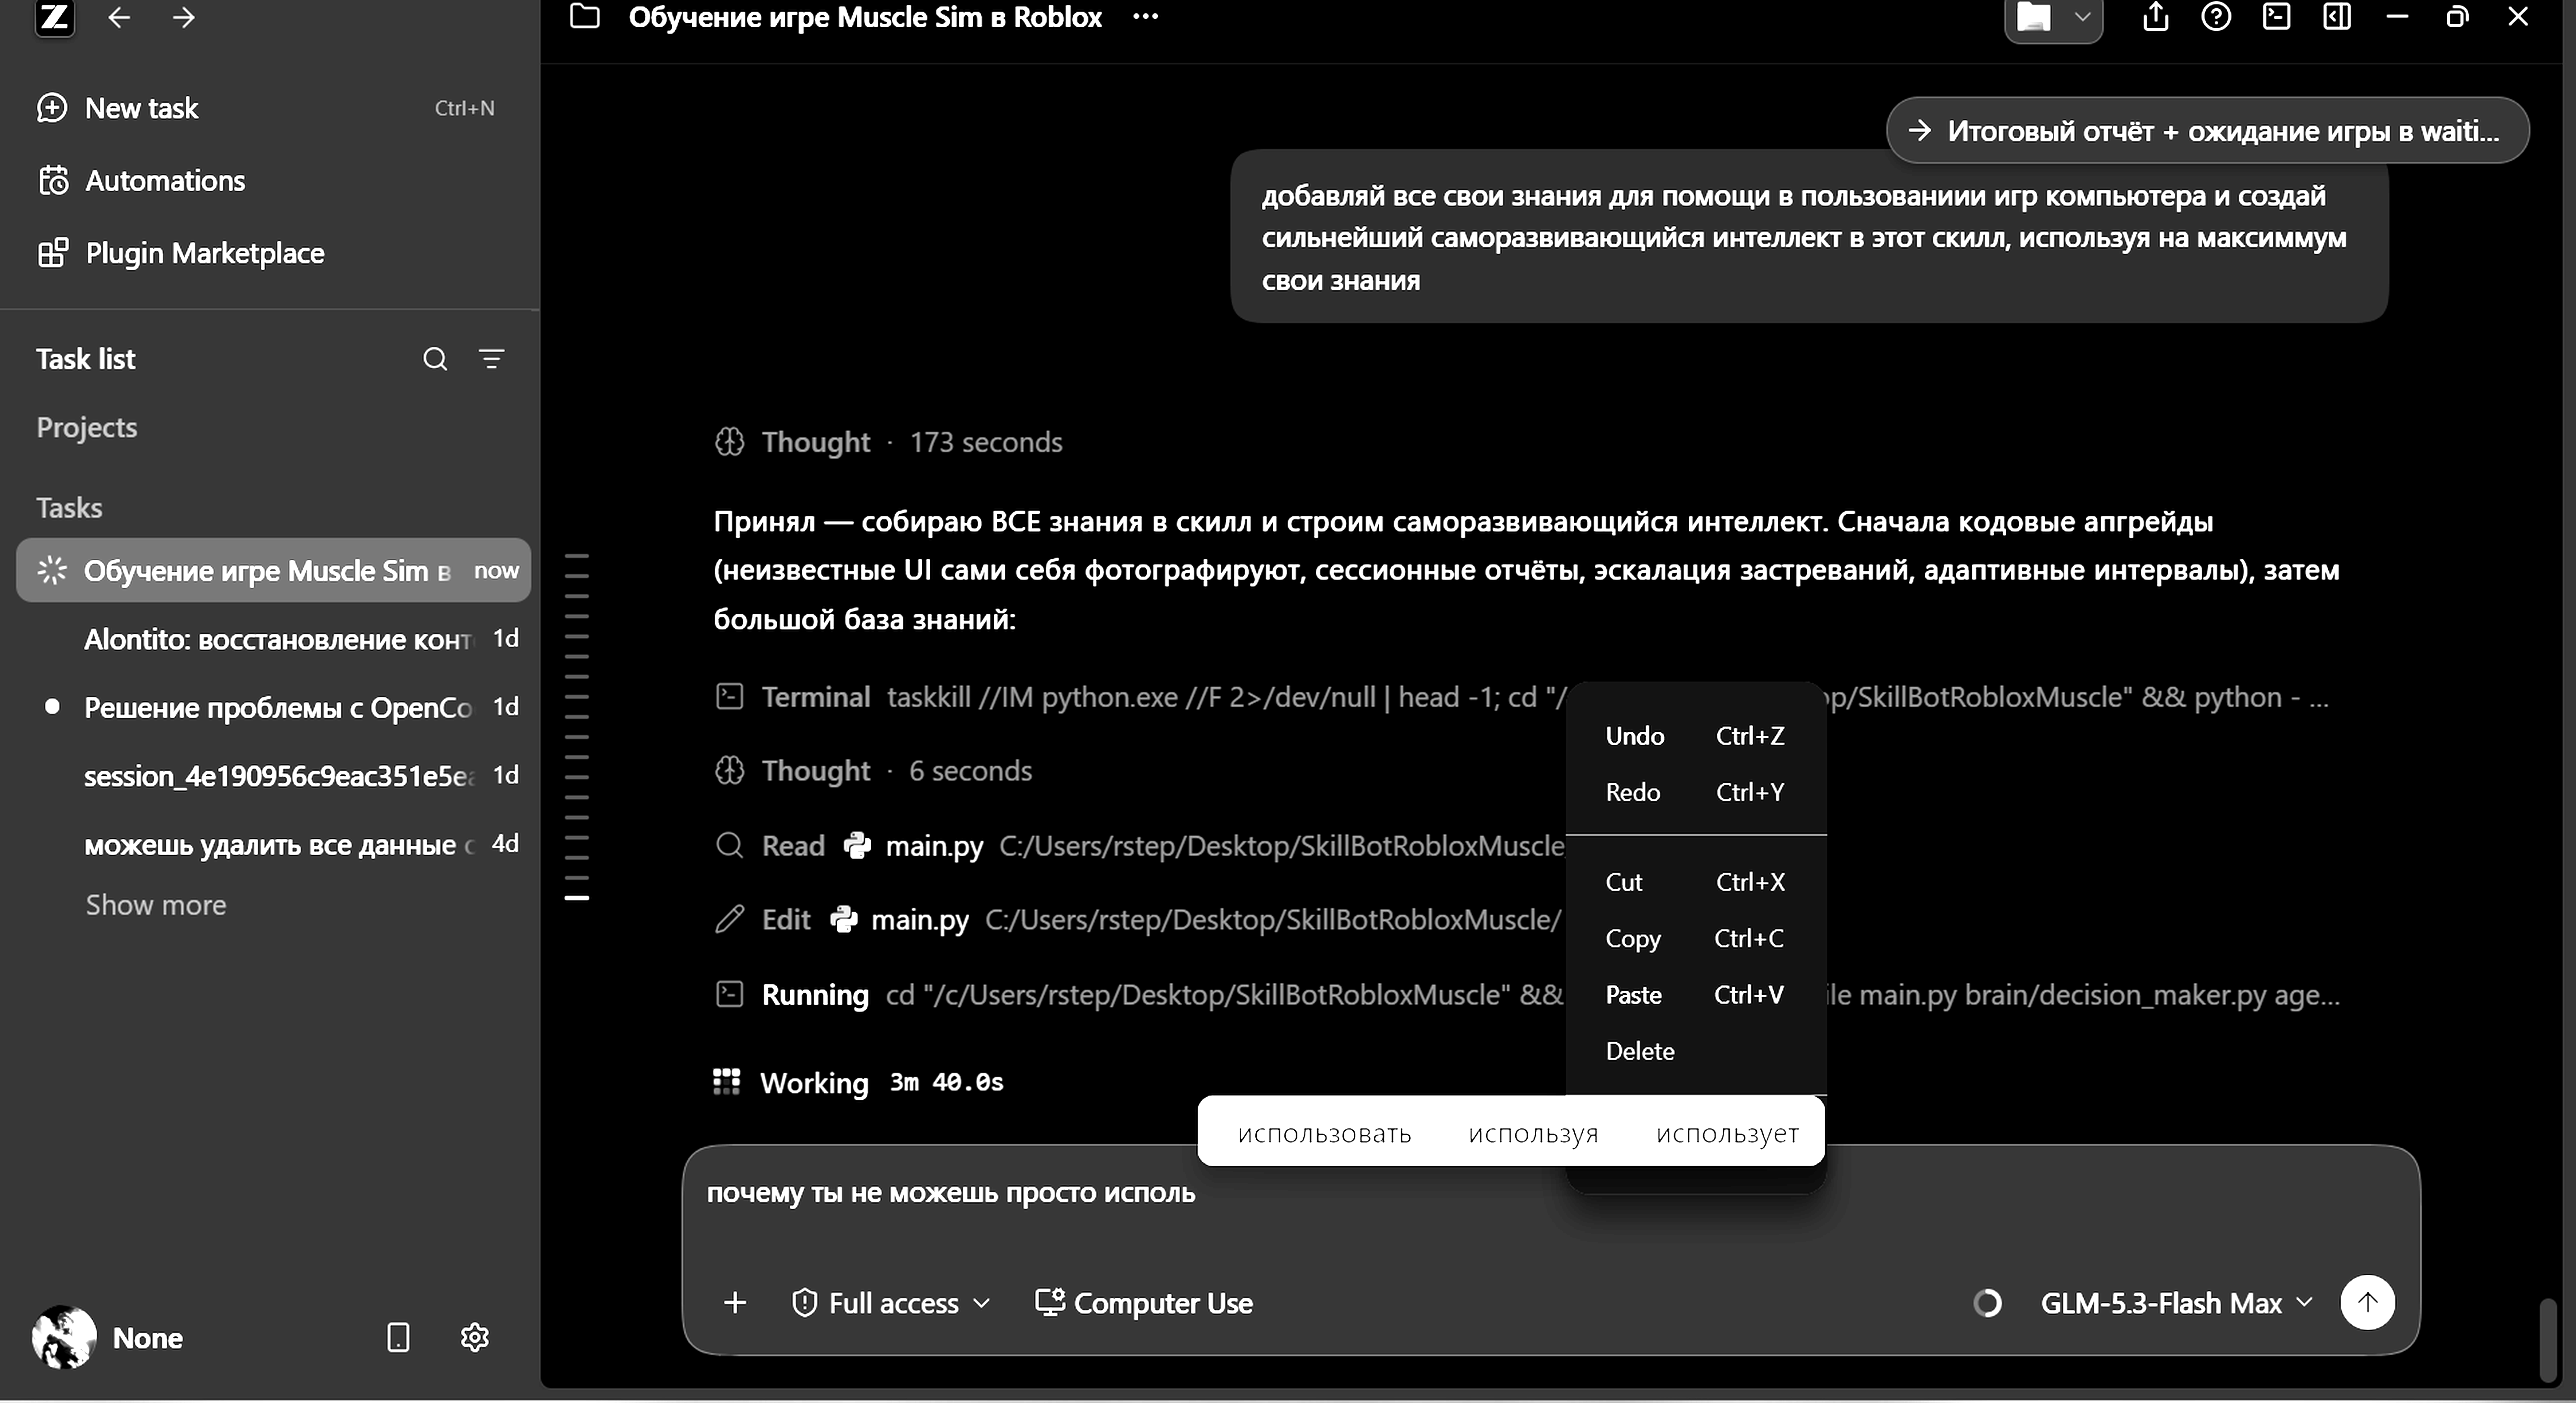 Z
Обучение игре Muscle Sim в Roblox ...
New task Ctrl+N
Automations
Plugin Marketplace
Task list
Projects
Tasks
Обучение игре Muscle Sim в now
Alontito: восстановление конт 1d
Решение проблемы с OpenCo 1d
session_4e190956c9eac351e5ea 1d
можешь удалить все данные с 4d
Show more
None
Итоговый отчёт + ожидание игры в waiti...
добавляй все свои знания для помощи в пользованиии игр компьютера и создай
сильнейший саморазвивающийся интеллект в этот скилл, используя на максиммум
свои знания
Thought · 173 seconds
Принял — собираю ВСЕ знания в скилл и строим саморазвивающийся интеллект. Сначала кодовые апгрейды
(неизвестные UI сами себя фотографируют, сессионные отчёты, эскалация застреваний, адаптивные интервалы), затем
большой база знаний:
Terminal taskkill //IM python.exe //F 2>/dev/null | head -1; cd "/ op/SkillBotRobloxMuscle" && python - ...
Thought · 6 seconds
Read main.py C:/Users/rstep/Desktop/SkillBotRobloxMuscle
Edit main.py C:/Users/rstep/Desktop/SkillBotRobloxMuscle/
Running cd "/c/Users/rstep/Desktop/SkillBotRobloxMuscle" && ile main.py brain/decision_maker.py age...
Working 3m 40.0s
Undo Ctrl+Z
Redo Ctrl+Y
Cut Ctrl+X
Copy Ctrl+C
Paste Ctrl+V
Delete
использовать используя использует
почему ты не можешь просто исполь
Full access Computer Use GLM-5.3-Flash Max